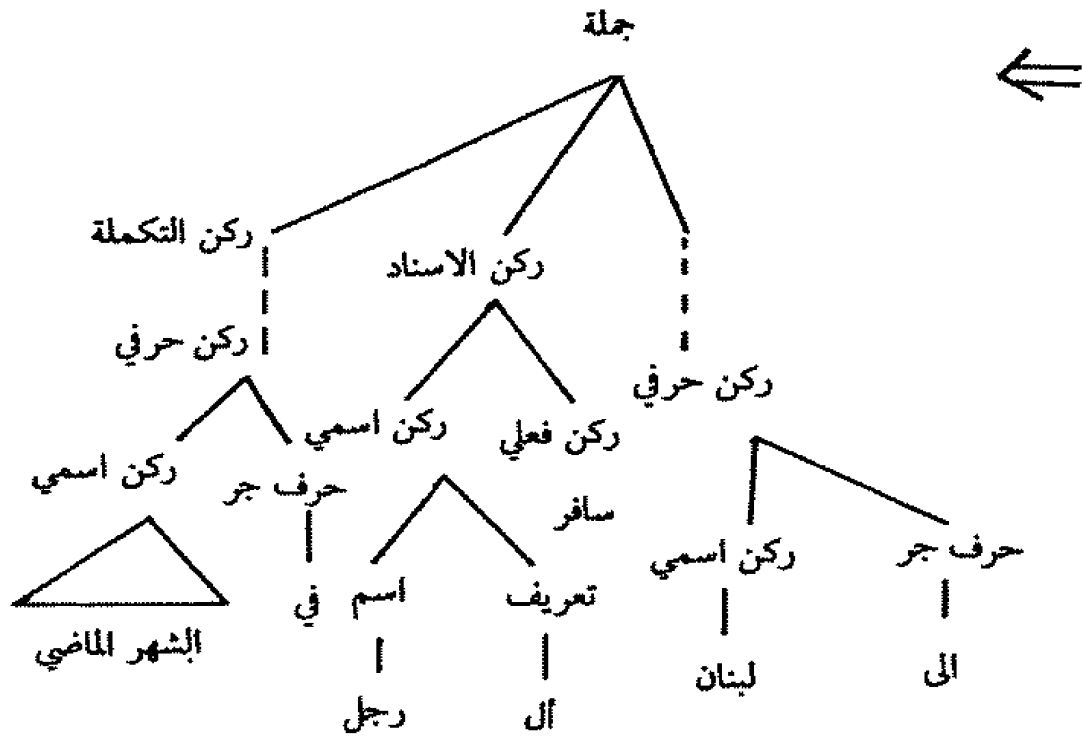 جملة
ركن التكملة
ركن الاسناد
ركن حرفي
ركن حرفي
ركن فعلي
ركن اسمي
حرف جر
ركن اسمي
سافر
حرف جر
ركن اسمي
تعريف
اسم
في
الشهر الماضي
الى
لبنان
أل
رجل